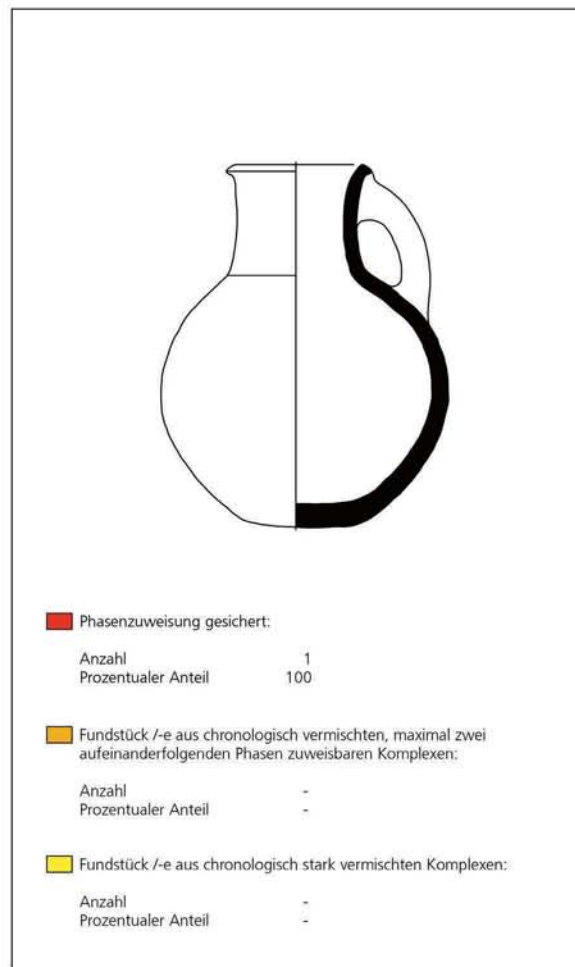 Phasenzuweisung gesichert:
Anzahl 1
Prozentualer Anteil 100
Fundstück /-e aus chronologisch vermischten, maximal zwei
aufeinanderfolgenden Phasen zuweisbaren Komplexen:
Anzahl -
Prozentualer Anteil -
Fundstück /-e aus chronologisch stark vermischten Komplexen:
Anzahl -
Prozentualer Anteil -